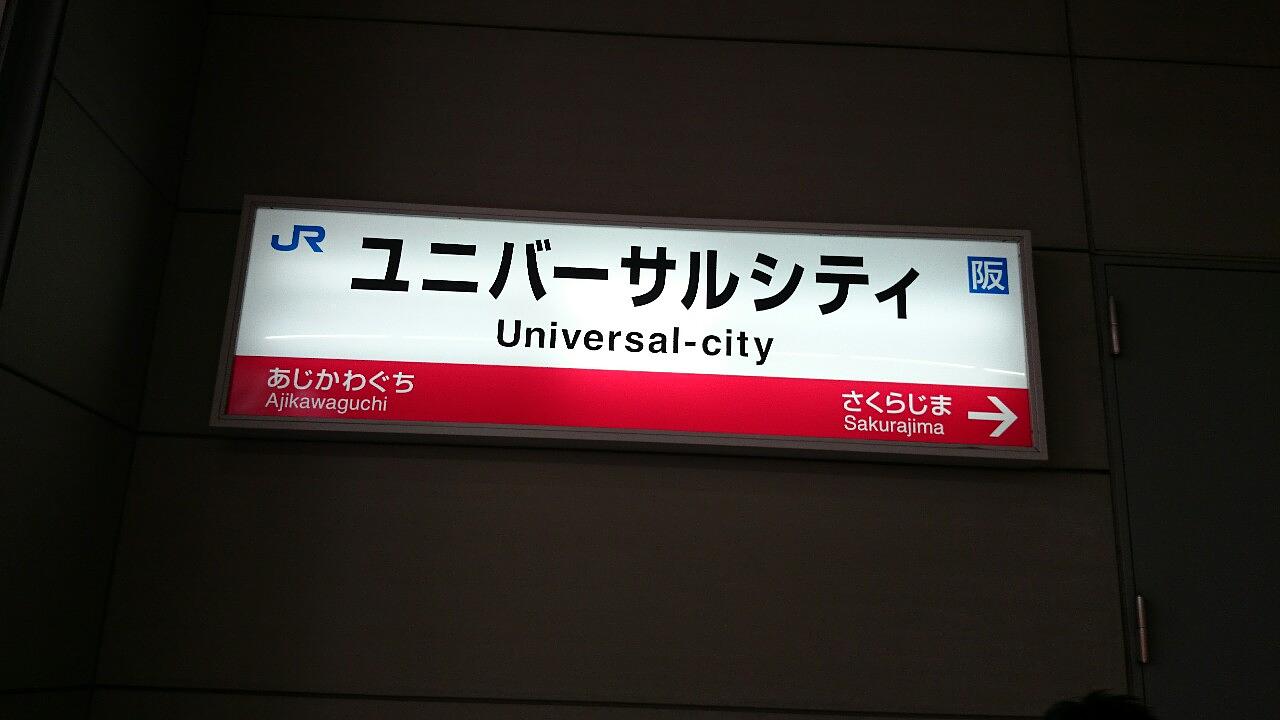 JR
ユニバーサルシティ
阪
Universal-city
あじかわぐち
Ajikawaguchi
さくらじま
Sakurajima